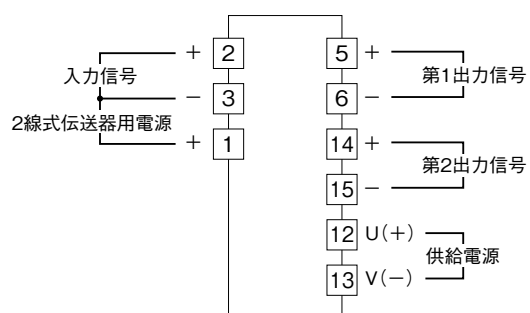 入力信号
2線式伝送器用電源
+ 2
− 3
+ 1
5 +
6 −
第1出力信号
14 +
15 −
第2出力信号
12 U(+)
13 V(−)
供給電源